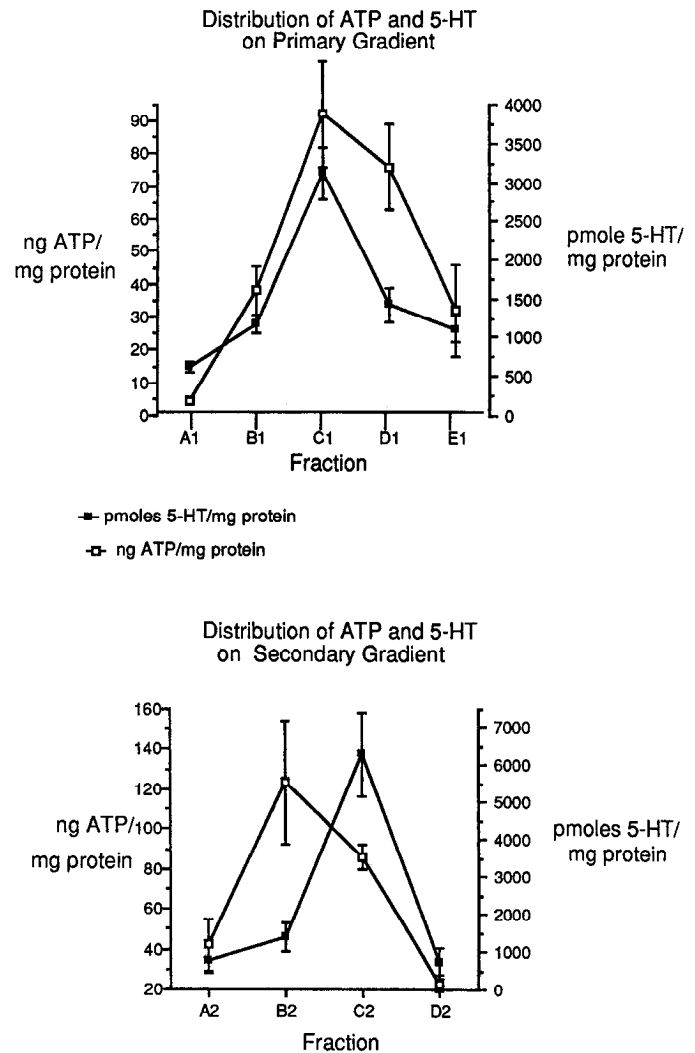 Distribution of ATP and 5-HT
on Primary Gradient
90
80
70
60
50
40
30
20
10
0
ng ATP/
mg protein
4000
3500
3000
2500
2000
1500
1000
500
0
pmole 5-HT/
mg protein
A1 B1 C1 D1 E1
Fraction
pmoles 5-HT/mg protein
ng ATP/mg protein
Distribution of ATP and 5-HT
on Secondary Gradient
160
140
120
100
80
60
40
20
ng ATP/
mg protein
7000
6000
5000
4000
3000
2000
1000
0
pmoles 5-HT/
mg protein
A2 B2 C2 D2
Fraction